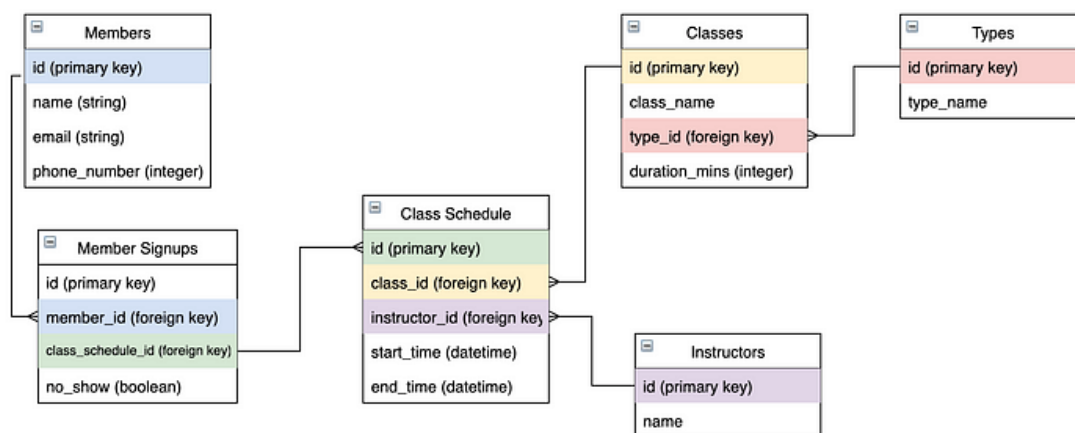 Members
id (primary key)
name (string)
email (string)
phone_number (integer)
Member Signups
id (primary key)
member_id (foreign key)
class_schedule_id (foreign key)
no_show (boolean)
Class Schedule
id (primary key)
class_id (foreign key)
instructor_id (foreign key
start_time (datetime)
end_time (datetime)
Classes
id (primary key)
class_name
type_id (foreign key)
duration_mins (integer)
Types
id (primary key)
type_name
Instructors
id (primary key)
name